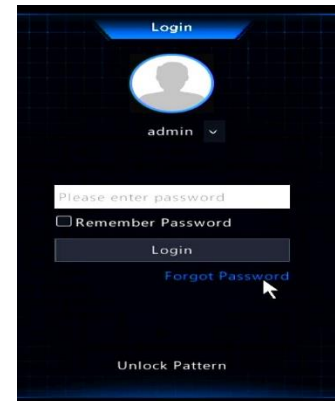 Login
admin
Please enter password
Remember Password
Login
Forgot Password
Unlock Pattern